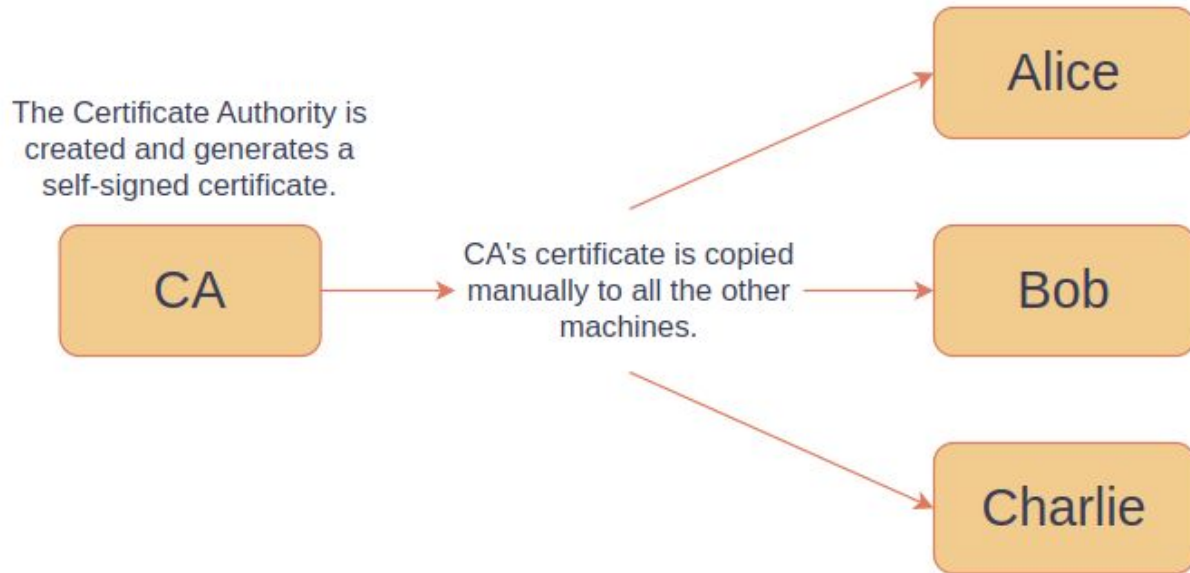 The Certificate Authority is
created and generates a
self-signed certificate.
CA
CA's certificate is copied
manually to all the other
machines.
Alice
Bob
Charlie